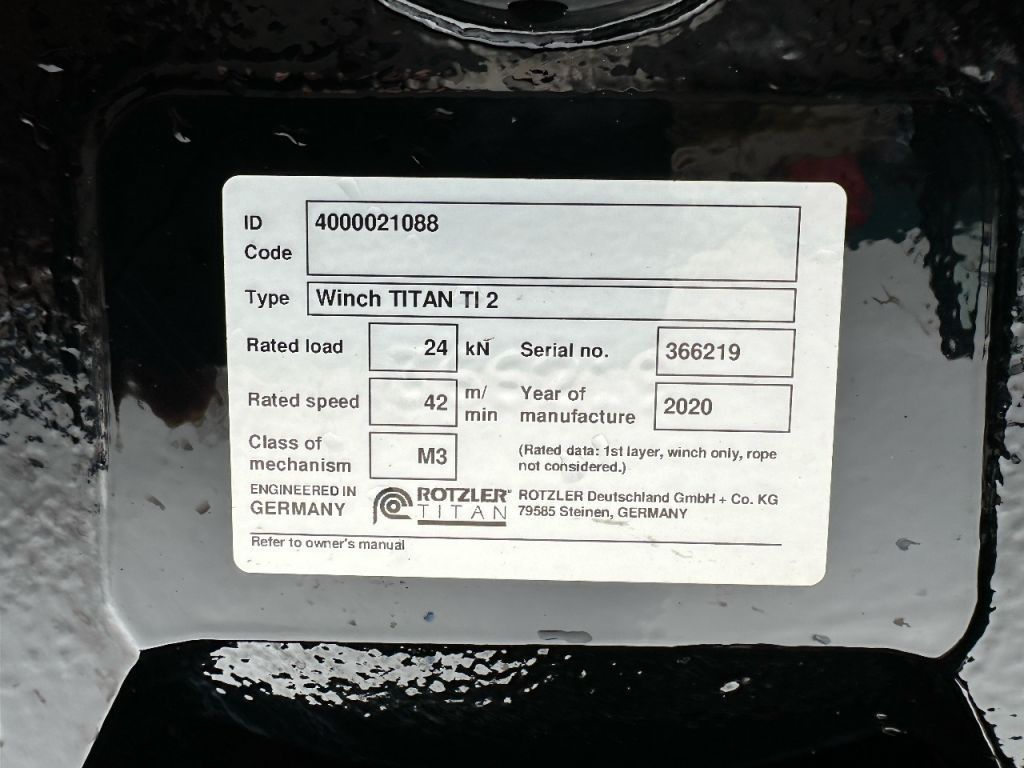 ID
Code
4000021088
Type
Winch TITAN TI 2
Rated load 24 kN
Serial no. 366219
Rated speed 42 m/
min
Year of
manufacture 2020
Class of
mechanism M3
(Rated data: 1st layer, winch only, rope
not considered.)
ENGINEERED IN
GERMANY
ROTZLER
TITAN
ROTZLER Deutschland GmbH + Co. KG
79585 Steinen, GERMANY
Refer to owner's manual